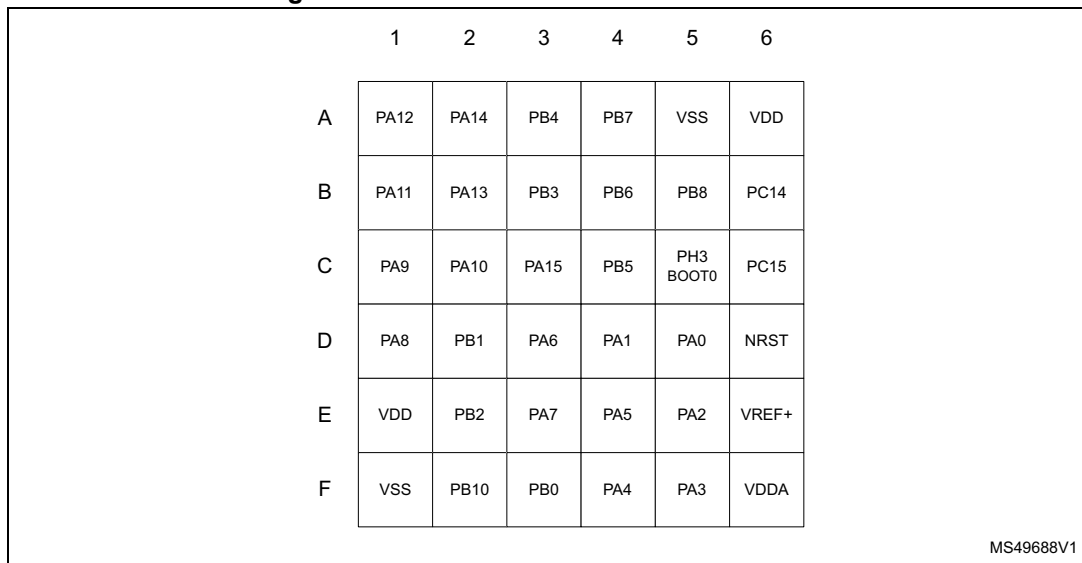 1 2 3 4 5 6
A PA12 PA14 PB4 PB7 VSS VDD
B PA11 PA13 PB3 PB6 PB8 PC14
C PA9 PA10 PA15 PB5 PH3 BOOT0 PC15
D PA8 PB1 PA6 PA1 PA0 NRST
E VDD PB2 PA7 PA5 PA2 VREF+
F VSS PB10 PB0 PA4 PA3 VDDA
MS49688V1